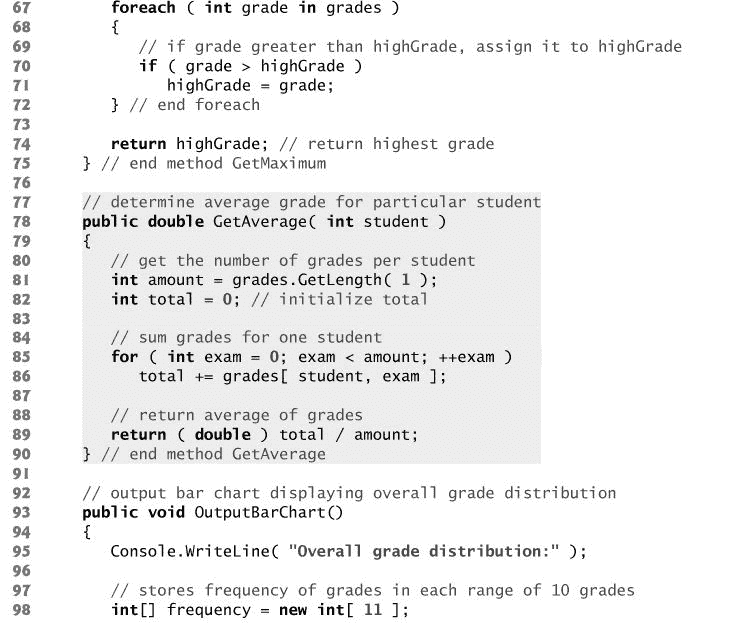 67 foreach ( int grade in grades )
68 {
69 // if grade greater than highGrade, assign it to highGrade
70 if ( grade > highGrade )
71 highGrade = grade;
72 } // end foreach
73
74 return highGrade; // return highest grade
75 } // end method GetMaximum
76
77 // determine average grade for particular student
78 public double GetAverage( int student )
79 {
80 // get the number of grades per student
81 int amount = grades.GetLength( 1 );
82 int total = 0; // initialize total
83
84 // sum grades for one student
85 for ( int exam = 0; exam < amount; ++exam )
86 total += grades[ student, exam ];
87
88 // return average of grades
89 return ( double ) total / amount;
90 } // end method GetAverage
91
92 // output bar chart displaying overall grade distribution
93 public void OutputBarChart()
94 {
95 Console.WriteLine( "Overall grade distribution:" );
96
97 // stores frequency of grades in each range of 10 grades
98 int[] frequency = new int[ 11 ];